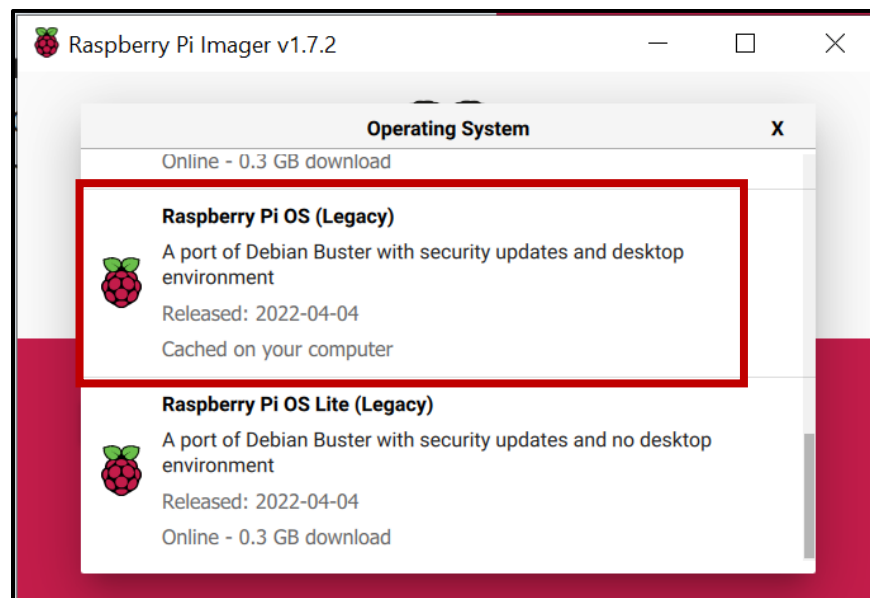 Raspberry Pi Imager v1.7.2
Operating System
X
Online - 0.3 GB download
Raspberry Pi OS (Legacy)
A port of Debian Buster with security updates and desktop
environment
Released: 2022-04-04
Cached on your computer
Raspberry Pi OS Lite (Legacy)
A port of Debian Buster with security updates and no desktop
environment
Released: 2022-04-04
Online - 0.3 GB download